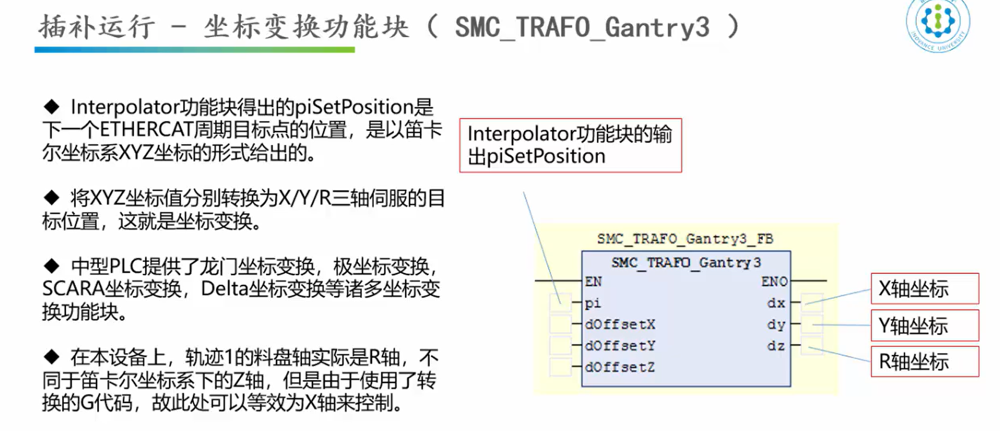 插补运行 - 坐标变换功能块（ SMC_TRAFO_Gantry3 ）
INOVANCE UNIVERSITY
◆ Interpolator功能块得出的piSetPosition是
下一个ETHERCAT周期目标点的位置，是以笛卡
尔坐标系XYZ坐标的形式给出的。
◆ 将XYZ坐标值分别转换为X/Y/R三轴伺服的目
标位置，这就是坐标变换。
◆ 中型PLC提供了龙门坐标变换，极坐标变换，
SCARA坐标变换，Delta坐标变换等诸多坐标变
换功能块。
◆ 在本设备上，轨迹1的料盘轴实际是R轴，不
同于笛卡尔坐标系下的Z轴，但是由于使用了转
换的G代码，故此处可以等效为X轴来控制。
Interpolator功能块的输
出piSetPosition
SMC_TRAFO_Gantry3_FB
SMC_TRAFO_Gantry3
EN ENO
pi dx
dOffsetX dy
dOffsetY dz
dOffsetZ
X轴坐标
Y轴坐标
R轴坐标